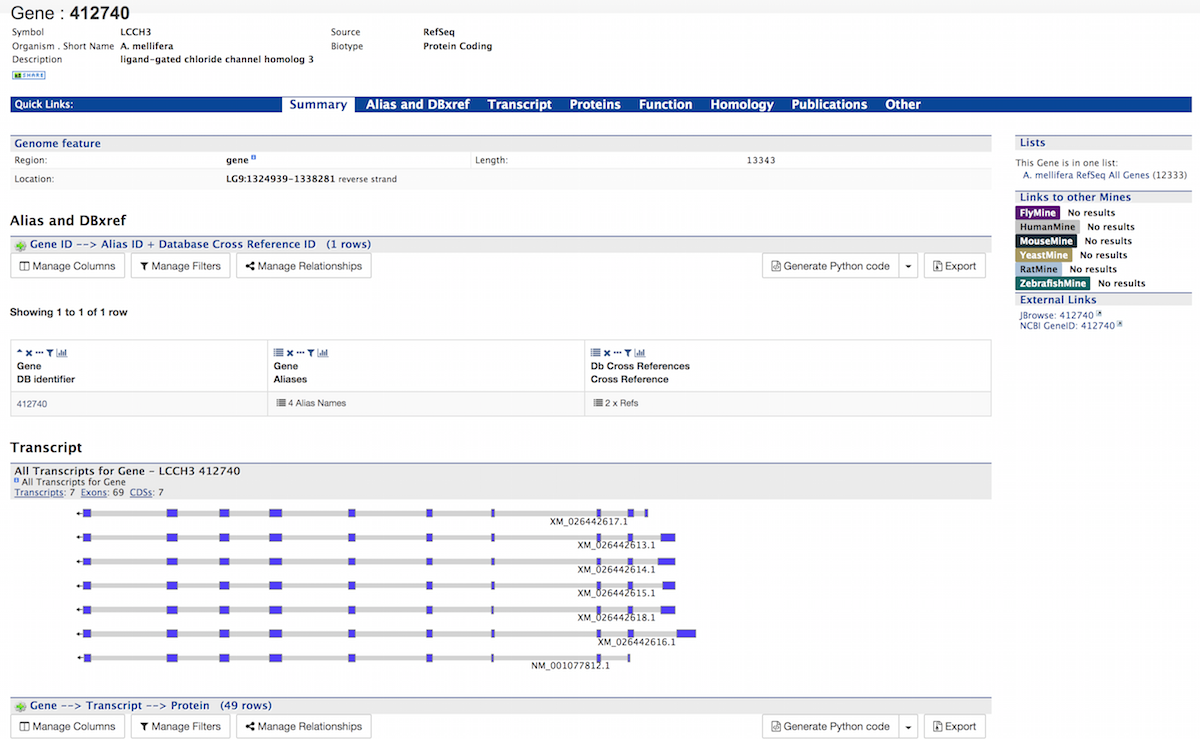 Gene : 412740
Symbol LCCH3 Source RefSeq
Organism . Short Name A. mellifera Biotype Protein Coding
Description ligand-gated chloride channel homolog 3
SHARE
Quick Links: Summary Alias and DBxref Transcript Proteins Function Homology Publications Other
Genome feature
Region: gene Length: 13343
Location: LG9:1324939-1338281 reverse strand
Alias and DBxref
Gene ID --> Alias ID + Database Cross Reference ID (1 rows)
Manage Columns Manage Filters Manage Relationships Generate Python code Export
Showing 1 to 1 of 1 row
Gene Gene Db Cross References
DB identifier Aliases Cross Reference
412740 4 Alias Names 2 x Refs
Transcript
All Transcripts for Gene - LCCH3 412740
All Transcripts for Gene
Transcripts: 7 Exons: 69 CDSs: 7
XM_026442617.1
XM_026442613.1
XM_026442614.1
XM_026442615.1
XM_026442618.1
XM_026442616.1
NM_001077812.1
Gene --> Transcript --> Protein (49 rows)
Manage Columns Manage Filters Manage Relationships Generate Python code Export
Lists
This Gene is in one list:
A. mellifera RefSeq All Genes (12333)
Links to other Mines
FlyMine No results
HumanMine No results
MouseMine No results
YeastMine No results
RatMine No results
ZebrafishMine No results
External Links
JBrowse: 412740
NCBI GeneID: 412740